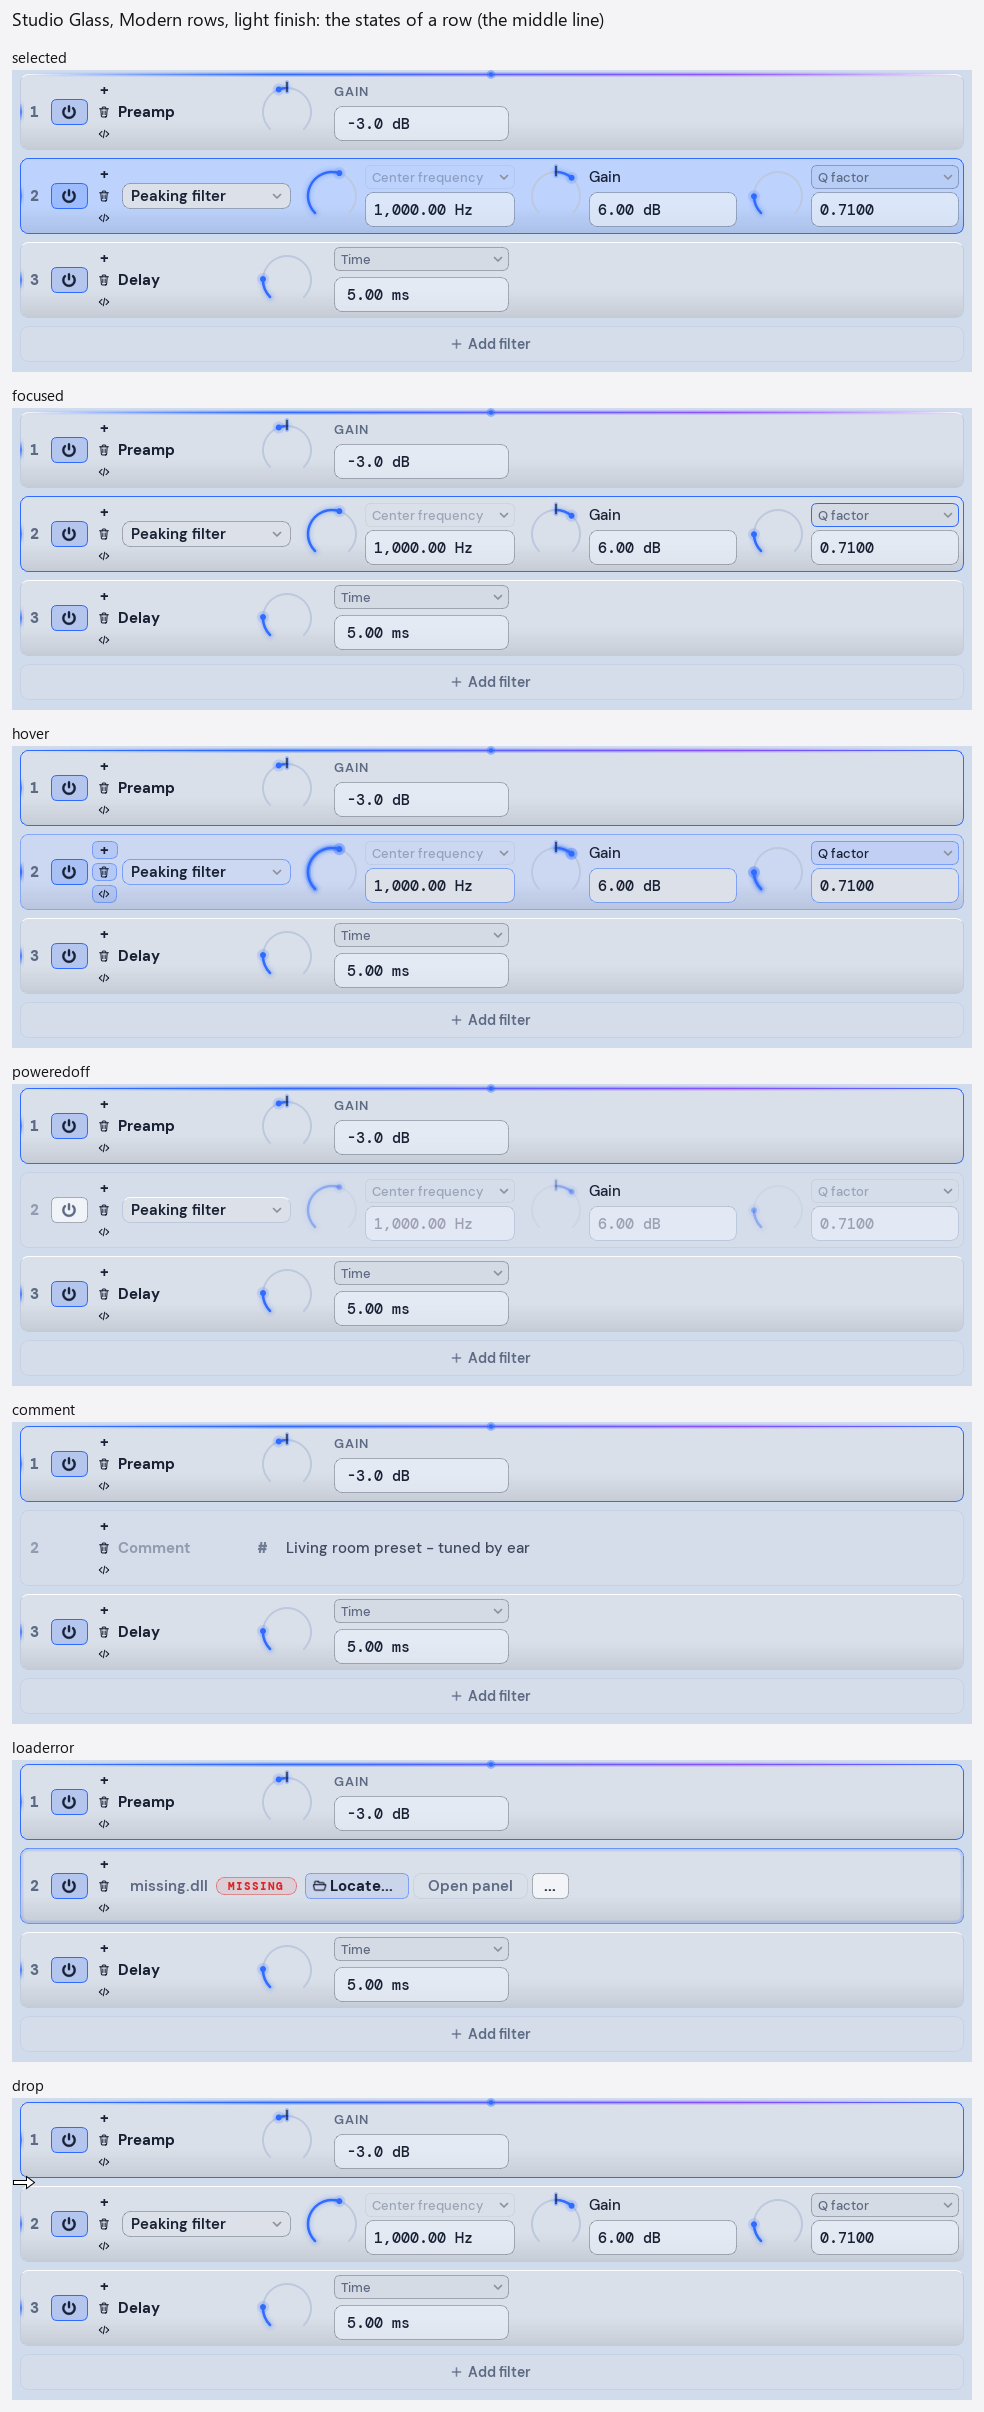 Studio Glass, Modern rows, light finish: the states of a row (the middle line)
selected
1 Preamp GAIN
-3.0 dB
2 Peaking filter Center frequency Gain Q factor
1,000.00 Hz 6.00 dB 0.7100
3 Delay Time
5.00 ms
+ Add filter
focused
1 Preamp GAIN
-3.0 dB
2 Peaking filter Center frequency Gain Q factor
1,000.00 Hz 6.00 dB 0.7100
3 Delay Time
5.00 ms
+ Add filter
hover
1 Preamp GAIN
-3.0 dB
2 Peaking filter Center frequency Gain Q factor
1,000.00 Hz 6.00 dB 0.7100
3 Delay Time
5.00 ms
+ Add filter
poweredoff
1 Preamp GAIN
-3.0 dB
2 Peaking filter Center frequency Gain Q factor
1,000.00 Hz 6.00 dB 0.7100
3 Delay Time
5.00 ms
+ Add filter
comment
1 Preamp GAIN
-3.0 dB
2 Comment # Living room preset - tuned by ear
3 Delay Time
5.00 ms
+ Add filter
loaderror
1 Preamp GAIN
-3.0 dB
2 missing.dll MISSING Locate... Open panel ...
3 Delay Time
5.00 ms
+ Add filter
drop
1 Preamp GAIN
-3.0 dB
2 Peaking filter Center frequency Gain Q factor
1,000.00 Hz 6.00 dB 0.7100
3 Delay Time
5.00 ms
+ Add filter